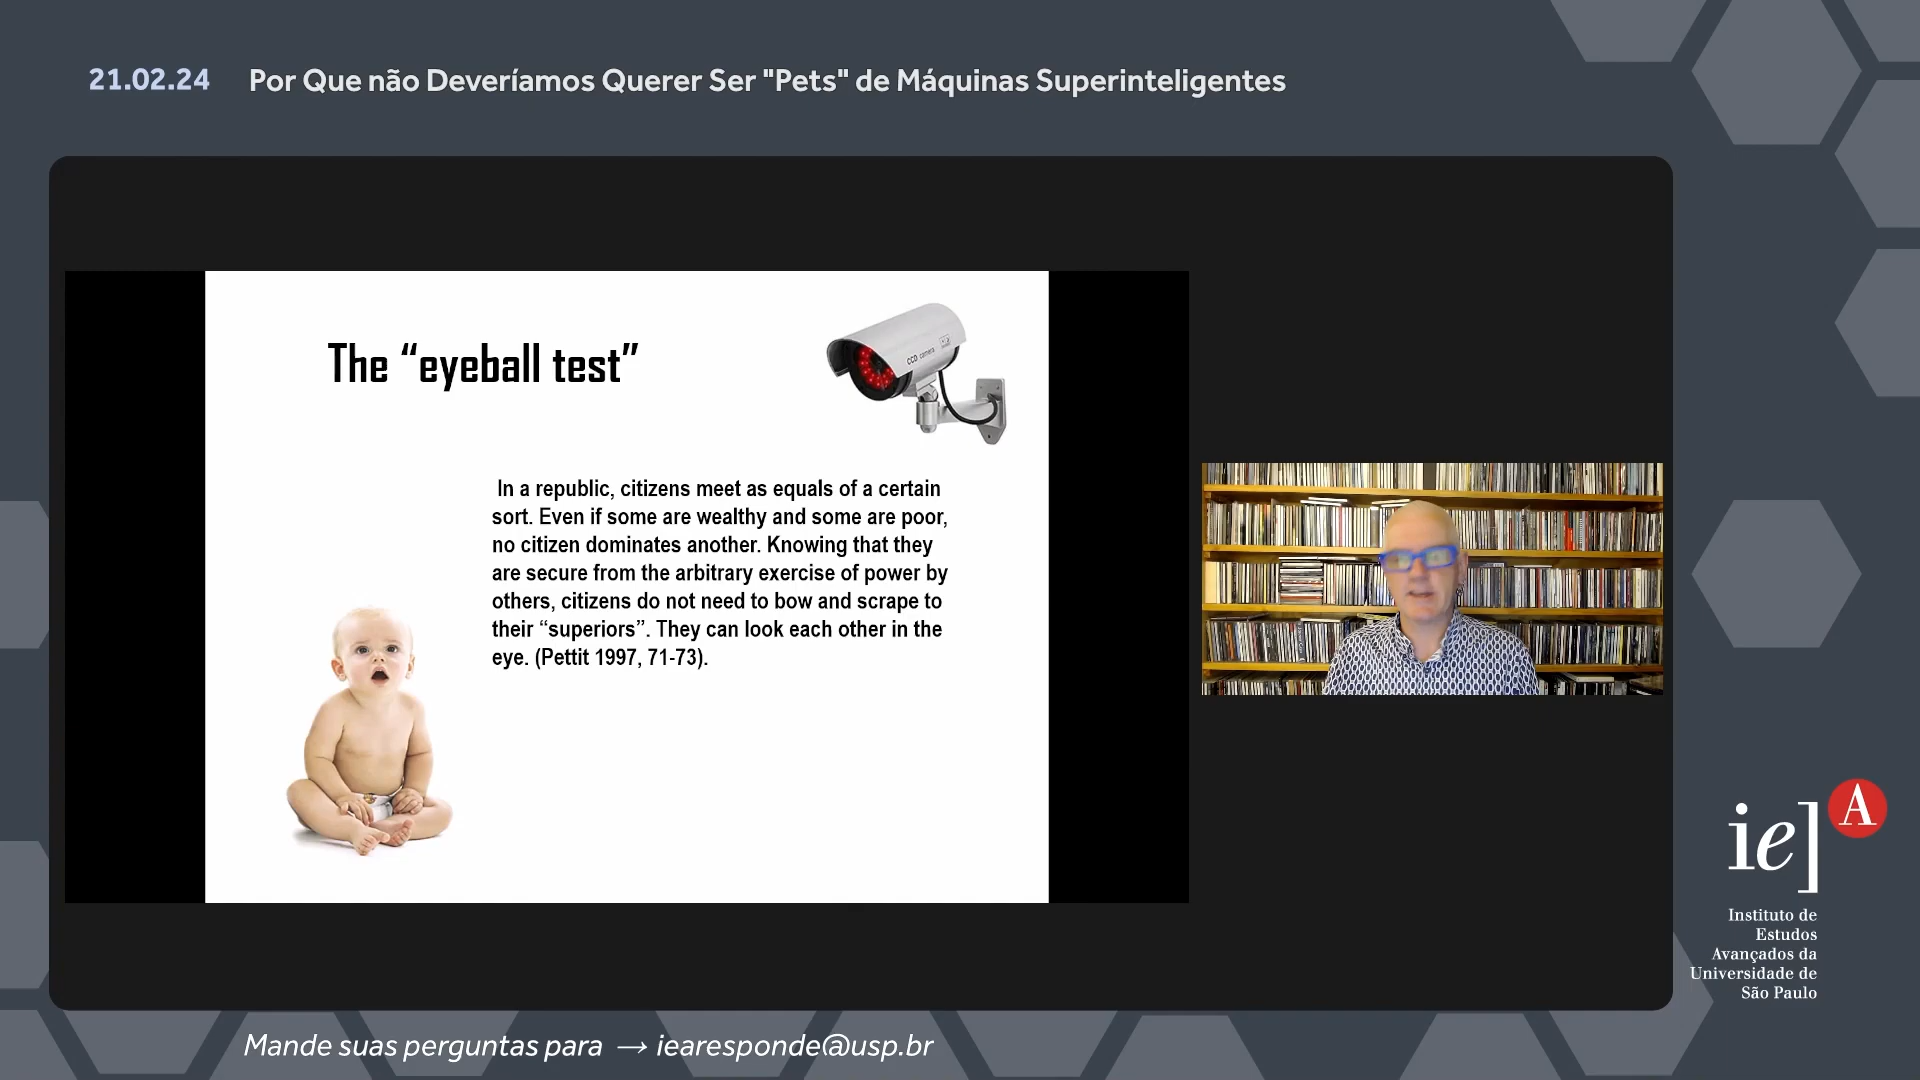 21.02.24 Por Que não Deveríamos Querer Ser "Pets" de Máquinas Superinteligentes
The “eyeball test”
CCD camera
In a republic, citizens meet as equals of a certain
sort. Even if some are wealthy and some are poor,
no citizen dominates another. Knowing that they
are secure from the arbitrary exercise of power by
others, citizens do not need to bow and scrape to
their “superiors”. They can look each other in the
eye. (Pettit 1997, 71-73).
ie] A
Instituto de
Estudos
Avançados da
Universidade de
São Paulo
Mande suas perguntas para → iearesponde@usp.br